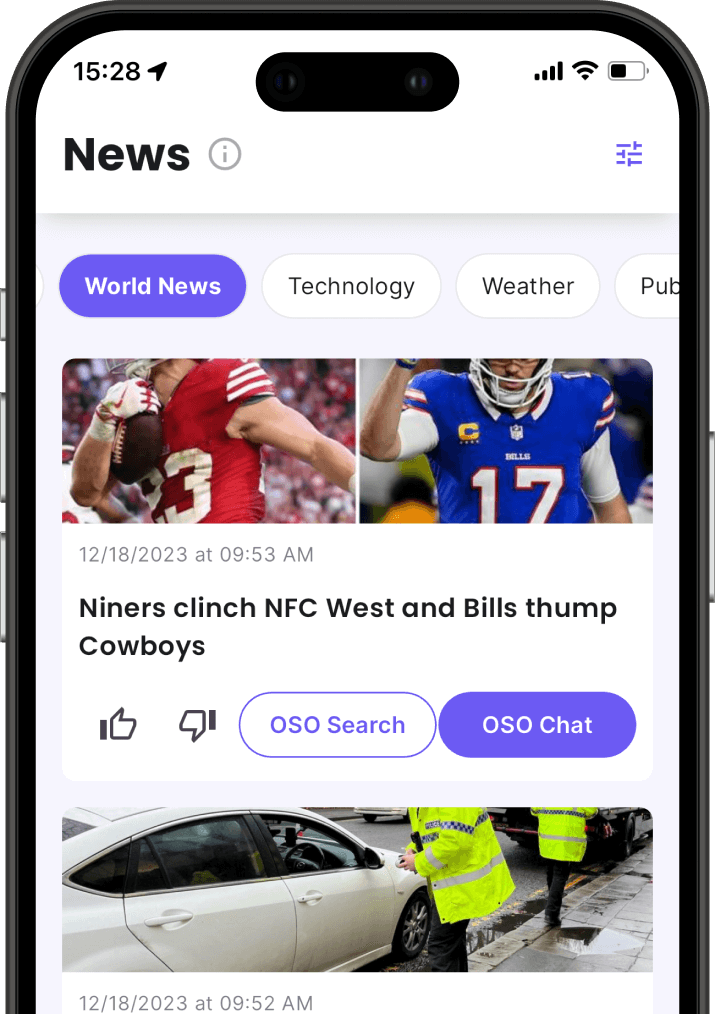 15:28
News
World News
Technology
Weather
Pub
23
C
BILLS
17
12/18/2023 at 09:53 AM
Niners clinch NFC West and Bills thump
Cowboys
OSO Search
OSO Chat
POLICE
12/18/2023 at 09:52 AM